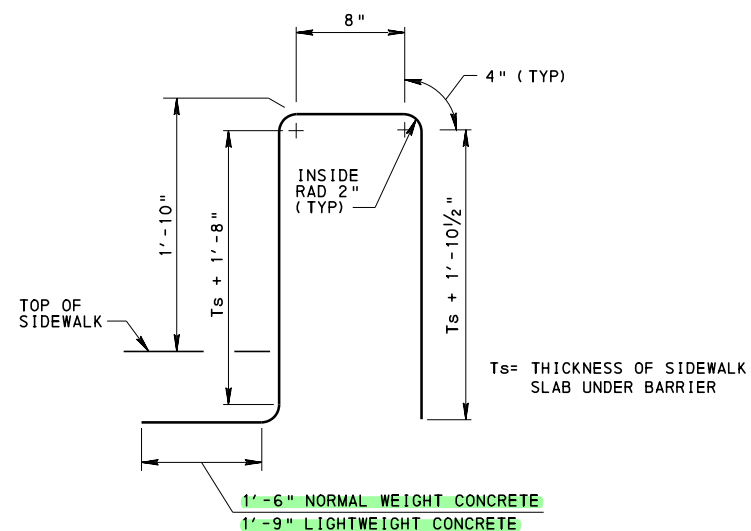 8"
4" (TYP)
INSIDE
RAD 2"
(TYP)
1'-10"
Ts + 1'-8"
Ts + 1'-10½"
TOP OF
SIDEWALK
Ts= THICKNESS OF SIDEWALK
SLAB UNDER BARRIER
1'-6" NORMAL WEIGHT CONCRETE
1'-9" LIGHTWEIGHT CONCRETE